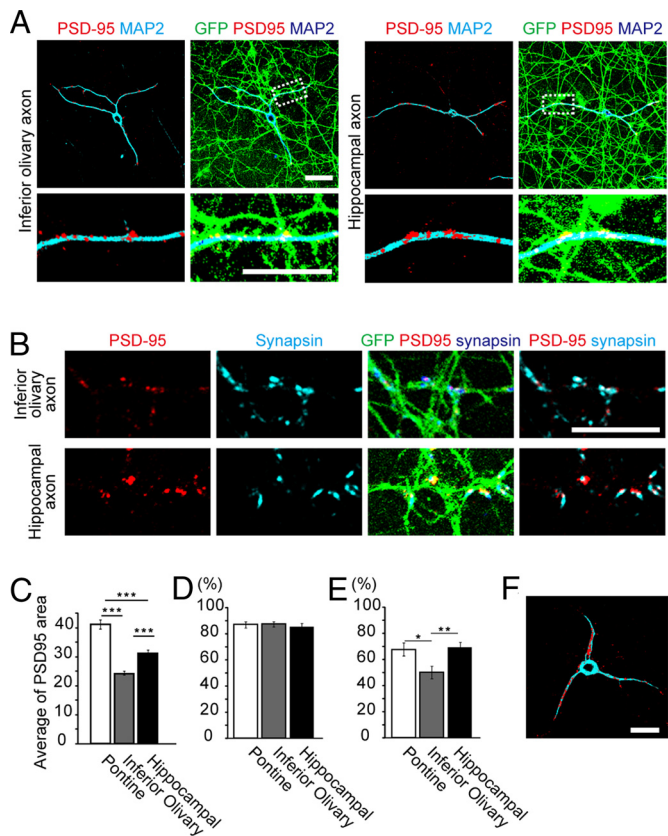 A
PSD-95 MAP2
GFP PSD95 MAP2
PSD-95 MAP2
GFP PSD95 MAP2
Inferior olivary axon
Hippocampal axon
B
PSD-95
Synapsin
GFP PSD95 synapsin
PSD-95 synapsin
Inferior
olivary
axon
Hippocampal
axon
C
Average of PSD95 area
40
30
20
10
0
***
***
***
Pontine
Inferior Olivary
Hippocampal
D
(%)
100
80
60
40
20
0
Pontine
Inferior Olivary
Hippocampal
E
(%)
100
80
60
40
20
0
*
**
Pontine
Inferior Olivary
Hippocampal
F